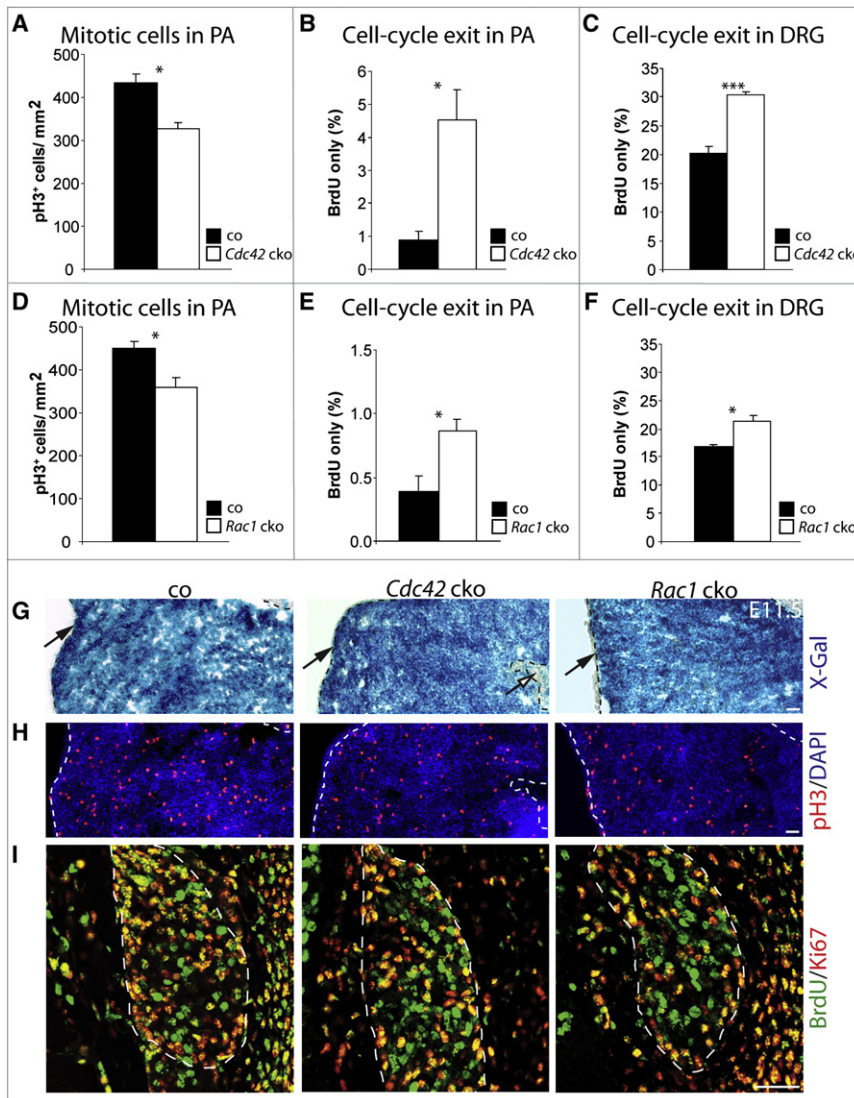 A Mitotic cells in PA
pH3⁺ cells/ mm²
500
400
300
200
100
0
*
co
Cdc42 cko
B Cell-cycle exit in PA
BrdU only (%)
6
5
4
3
2
1
0
*
co
Cdc42 cko
C Cell-cycle exit in DRG
BrdU only (%)
35
30
25
20
15
10
5
0
***
co
Cdc42 cko
D Mitotic cells in PA
pH3⁺ cells/ mm²
500
400
300
200
100
0
*
co
Rac1 cko
E Cell-cycle exit in PA
BrdU only (%)
1.5
1.0
0.5
0.0
*
co
Rac1 cko
F Cell-cycle exit in DRG
BrdU only (%)
35
30
25
20
15
10
5
0
*
co
Rac1 cko
co
Cdc42 cko
Rac1 cko
G
E11.5
X-Gal
H
pH3/DAPI
I
BrdU/Ki67